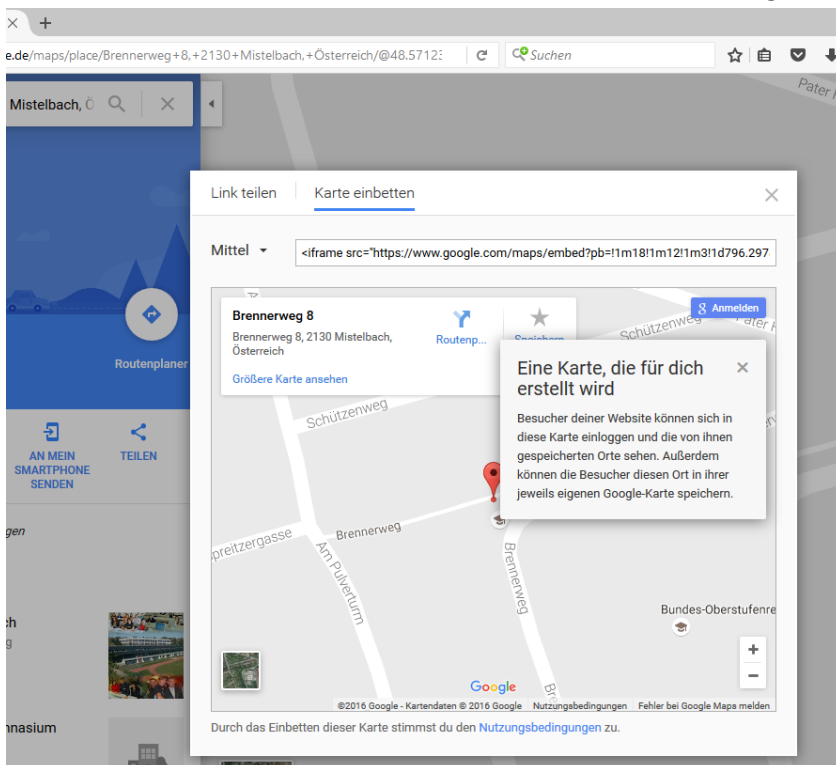 e.de/maps/place/Brennerweg+8,+2130+Mistelbach,+Österreich/@48.5712
Suchen
Mistelbach, Ö
Pater
Link teilen
Karte einbetten
Mittel
<iframe src="https://www.google.com/maps/embed?pb=!1m18!1m12!1m3!1d796.297
Brennerweg 8
Brennerweg 8, 2130 Mistelbach,
Österreich
Größere Karte ansehen
Routenp...
Speichern
Anmelden
Schützenweg
Pater
Eine Karte, die für dich
erstellt wird
Besucher deiner Website können sich in
diese Karte einloggen und die von ihnen
gespeicherten Orte sehen. Außerdem
können die Besucher diesen Ort in ihrer
jeweils eigenen Google-Karte speichern.
Schützenweg
Brennerweg
preitzergasse
Am Pulverturm
Brennerweg
Bundes-Oberstufenre
Bre
Google
©2016 Google - Kartendaten © 2016 Google
Nutzungsbedingungen
Fehler bei Google Maps melden
Durch das Einbetten dieser Karte stimmst du den Nutzungsbedingungen zu.
Routenplaner
AN MEIN
SMARTPHONE
SENDEN
TEILEN
gen
ch
g
nnasium